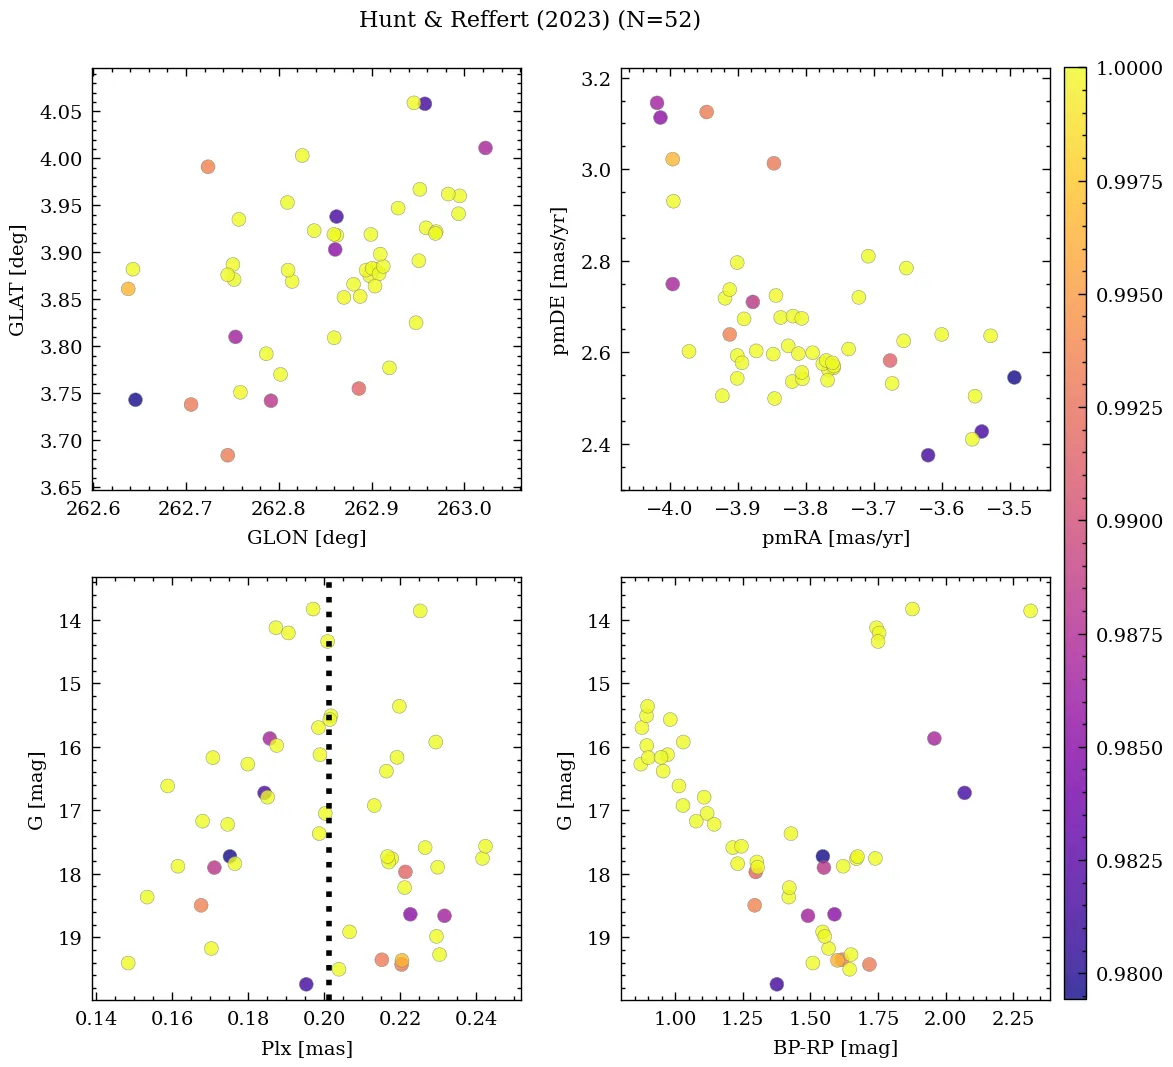 Hunt & Reffert (2023) (N=52)
4.05
4.00
3.95
3.90
3.85
3.80
3.75
3.70
3.65
GLAT [deg]
262.6 262.7 262.8 262.9 263.0
GLON [deg]
3.2
3.0
2.8
2.6
2.4
pmDE [mas/yr]
−4.0 −3.9 −3.8 −3.7 −3.6 −3.5
pmRA [mas/yr]
14
15
16
17
18
19
G [mag]
0.14 0.16 0.18 0.20 0.22 0.24
Plx [mas]
14
15
16
17
18
19
G [mag]
1.00 1.25 1.50 1.75 2.00 2.25
BP-RP [mag]
1.0000
0.9975
0.9950
0.9925
0.9900
0.9875
0.9850
0.9825
0.9800